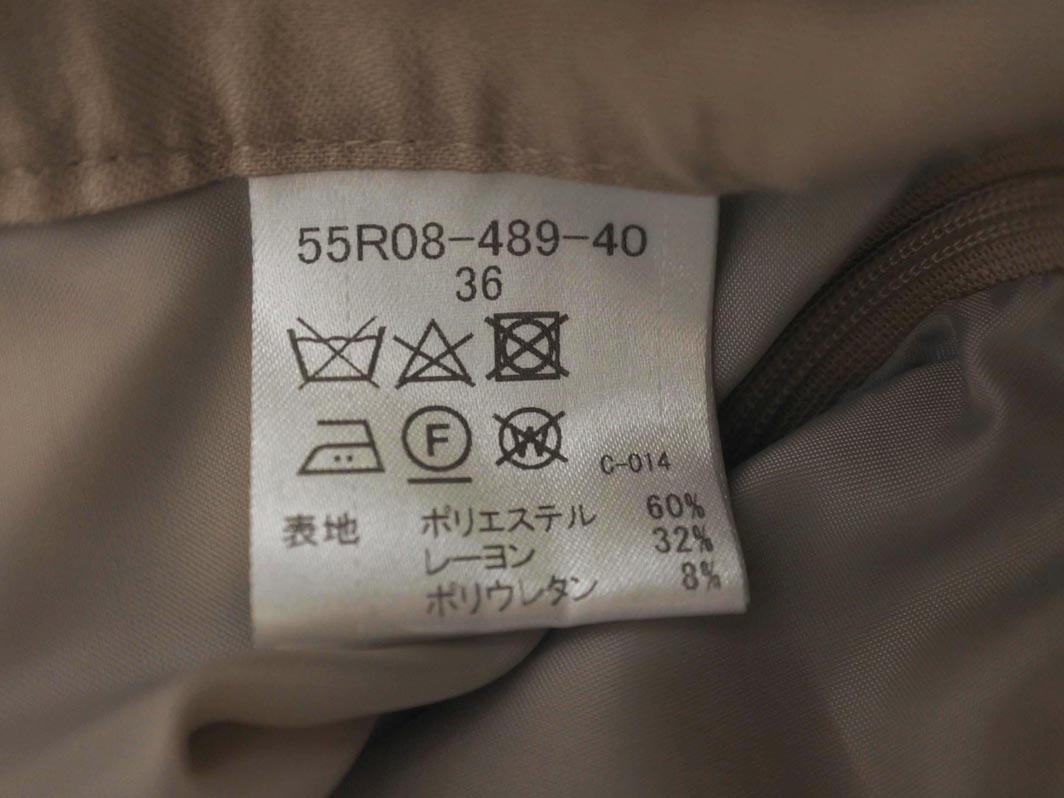 55R08-489-40
36
F W
C-014
表地 ポリエステル 60%
レーヨン 32%
ポリウレタン 8%